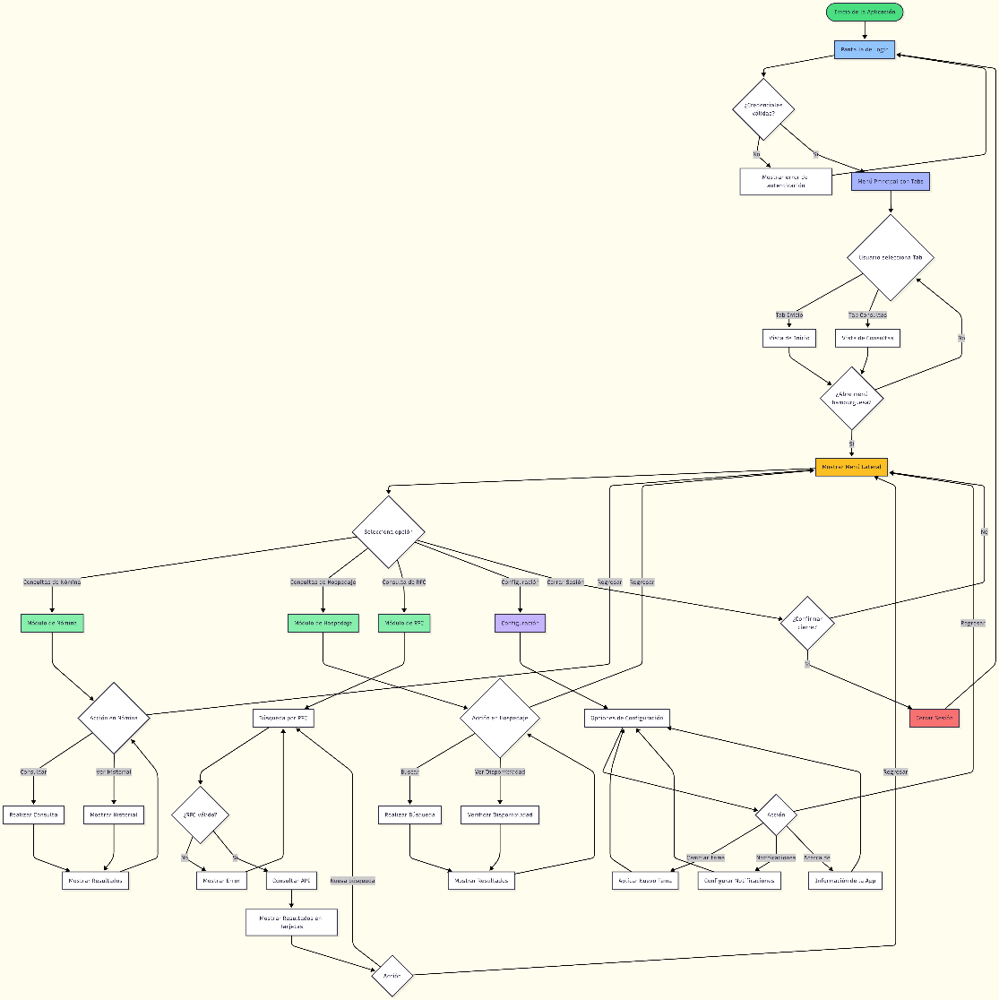 Inicio de la Aplicación
Pantalla de Login
¿Credenciales
válidas?
No
Sí
Mostrar error de
autenticación
Menú Principal con Tabs
Usuario selecciona Tab
Tab Inicio
Tab Consultas
Vista de Inicio
Vista de Consultas
No
¿Abre menú
hamburguesa?
Sí
Mostrar Menú Lateral
Selecciona opción
No
Consultas de Nómina
Consultas de Hospedaje
Consulta de RFC
Configuración
Cerrar Sesión
Regresar
Regresar
Módulo de Nómina
Módulo de Hospedaje
Módulo de RFC
Configuración
¿Confirmar
cierre?
Regresar
Sí
Acción en Nómina
Búsqueda por RFC
Acción en Hospedaje
Opciones de Configuración
Cerrar Sesión
Consultar
Ver Historial
Buscar
Ver Disponibilidad
Regresar
Realizar Consulta
Mostrar Historial
¿RFC válido?
Realizar Búsqueda
Verificar Disponibilidad
Acción
No
Sí
Cambiar tema
Notificaciones
Acerca de
Mostrar Resultados
Mostrar Error
Consultar API
Nueva búsqueda
Mostrar Resultados
Aplicar Nuevo Tema
Configurar Notificaciones
Información de la App
Mostrar Resultados en
Tarjetas
Acción